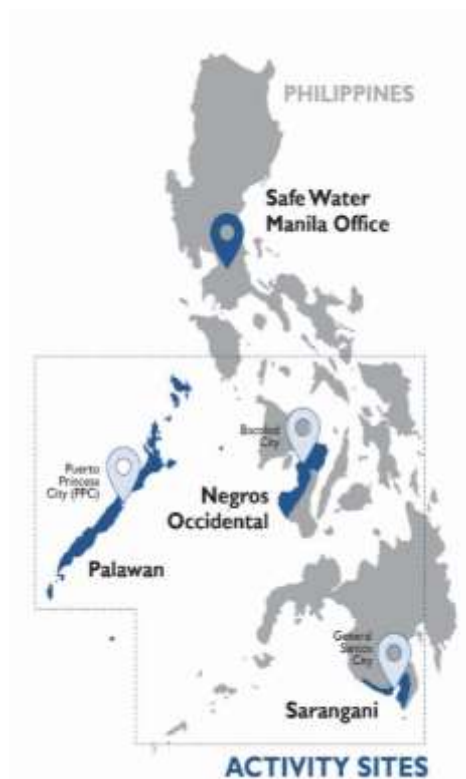 PHILIPPINES
Safe Water
Manila Office
Bacolod
City
Puerto
Princesa
City (PPC)
Negros
Occidental
Palawan
General
Santos
City
Sarangani
ACTIVITY SITES